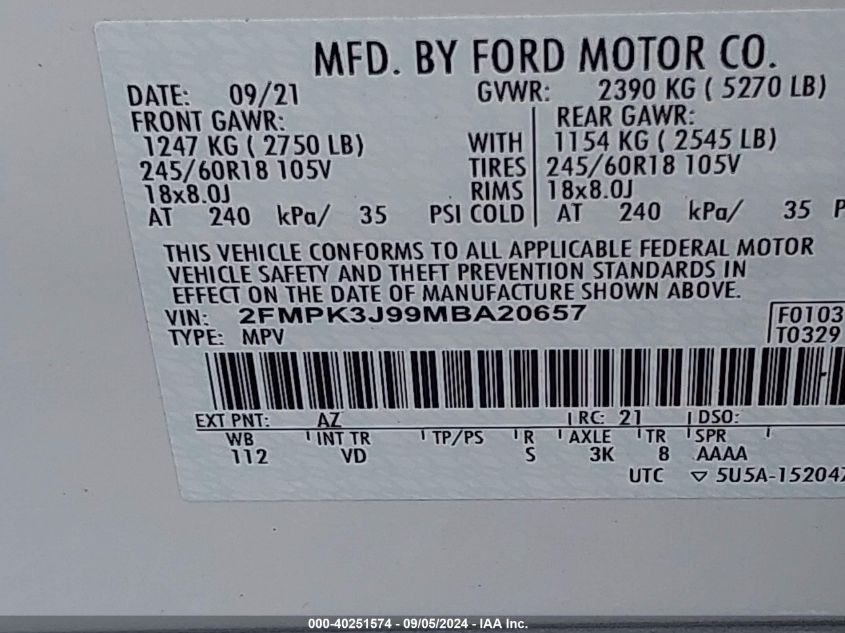 MFD. BY FORD MOTOR CO.
DATE: 09/21 GVWR: 2390 KG ( 5270 LB)
FRONT GAWR: REAR GAWR:
1247 KG ( 2750 LB) WITH 1154 KG ( 2545 LB)
245/60R18 105V TIRES 245/60R18 105V
18x8.0J RIMS 18x8.0J
AT 240 kPa/ 35 PSI COLD AT 240 kPa/ 35 P
THIS VEHICLE CONFORMS TO ALL APPLICABLE FEDERAL MOTOR
VEHICLE SAFETY AND THEFT PREVENTION STANDARDS IN
EFFECT ON THE DATE OF MANUFACTURE SHOWN ABOVE.
VIN: 2FMPK3J99MBA20657 F0103
TYPE: MPV T0329
EXT PNT: AZ RC: 21 DSO:
WB INT TR TP/PS R AXLE TR SPR
112 VD S 3K 8 AAAA
UTC ▽ 5U5A-152047
000-40251574 - 09/05/2024 - IAA Inc.